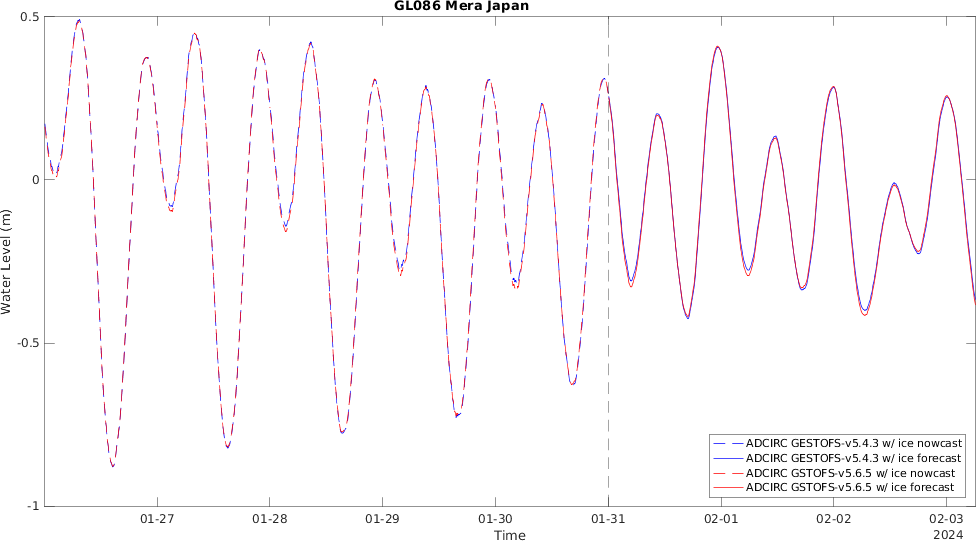 GL086 Mera Japan
0.5
0
-0.5
-1
Water Level (m)
01-27
01-28
01-29
01-30
01-31
02-01
02-02
02-03
2024
Time
ADCIRC GESTOFS-v5.4.3 w/ ice nowcast
ADCIRC GESTOFS-v5.4.3 w/ ice forecast
ADCIRC GSTOFS-v5.6.5 w/ ice nowcast
ADCIRC GSTOFS-v5.6.5 w/ ice forecast